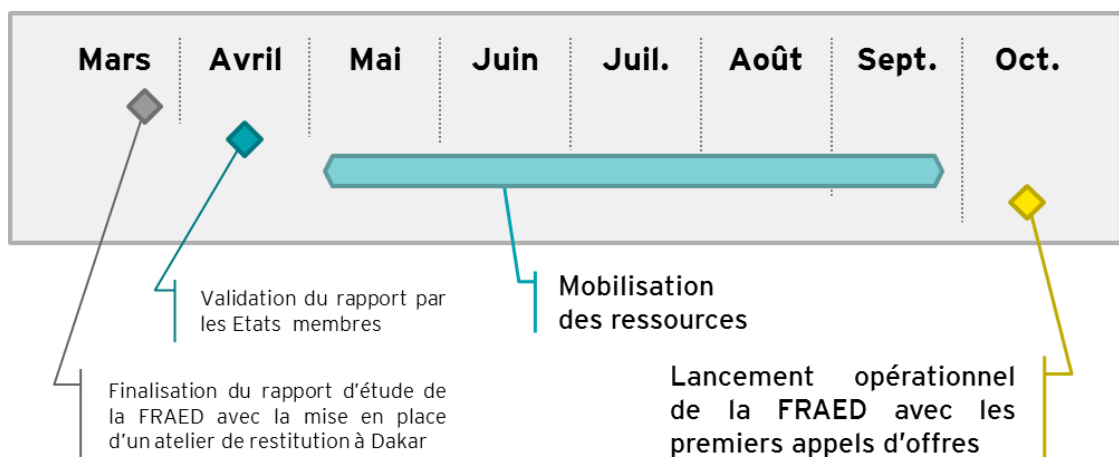 Mars Avril Mai Juin Juil. Août Sept. Oct.
Validation du rapport par
les Etats membres
Mobilisation
des ressources
Finalisation du rapport d'étude de
la FRAED avec la mise en place
d'un atelier de restitution à Dakar
Lancement opérationnel
de la FRAED avec les
premiers appels d'offres